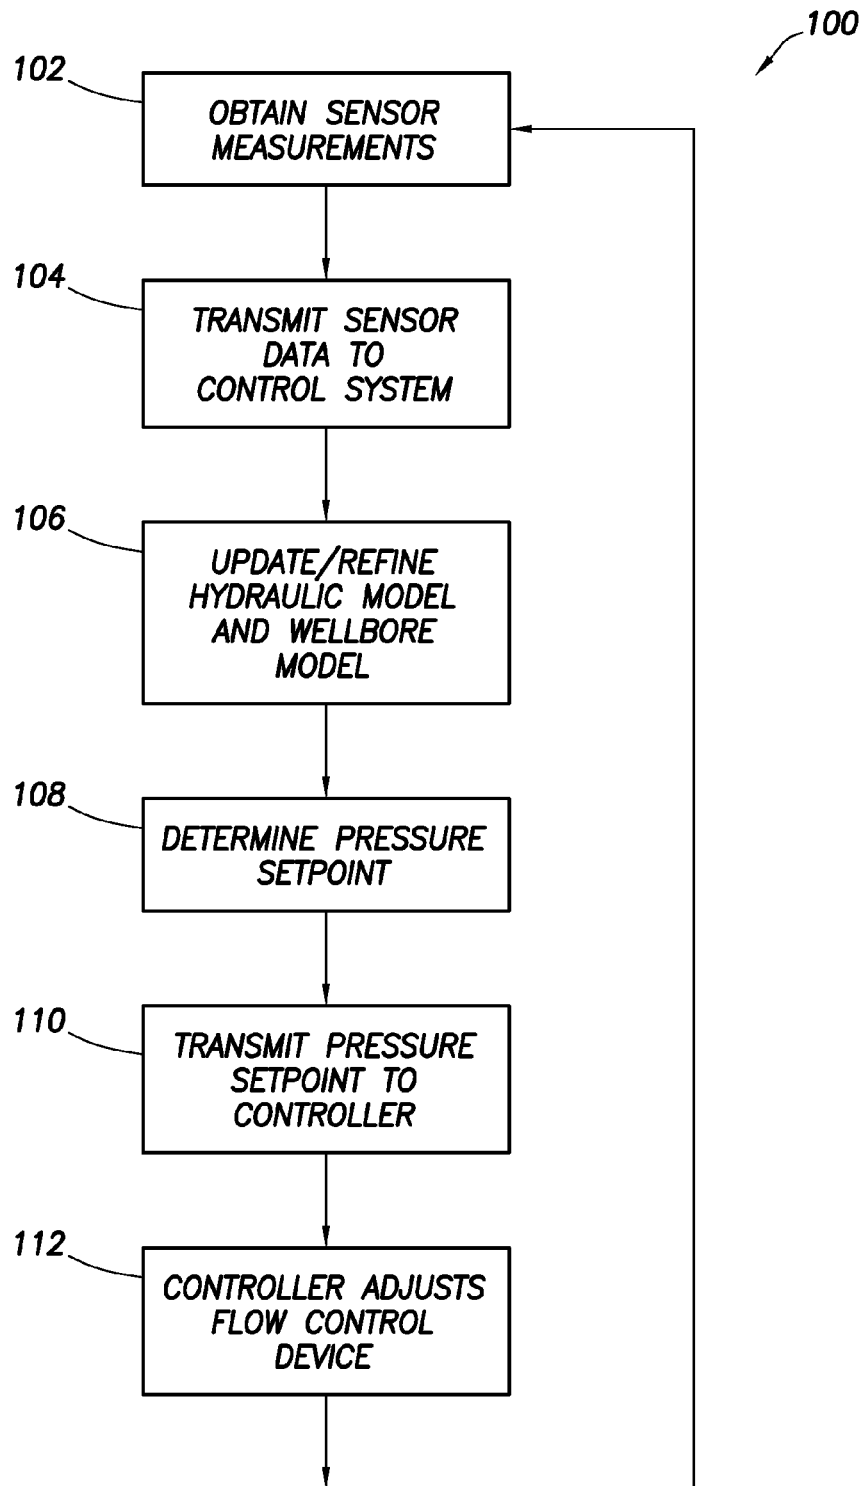 100
102
OBTAIN SENSOR
MEASUREMENTS
104
TRANSMIT SENSOR
DATA TO
CONTROL SYSTEM
106
UPDATE/REFINE
HYDRAULIC MODEL
AND WELLBORE
MODEL
108
DETERMINE PRESSURE
SETPOINT
110
TRANSMIT PRESSURE
SETPOINT TO
CONTROLLER
112
CONTROLLER ADJUSTS
FLOW CONTROL
DEVICE